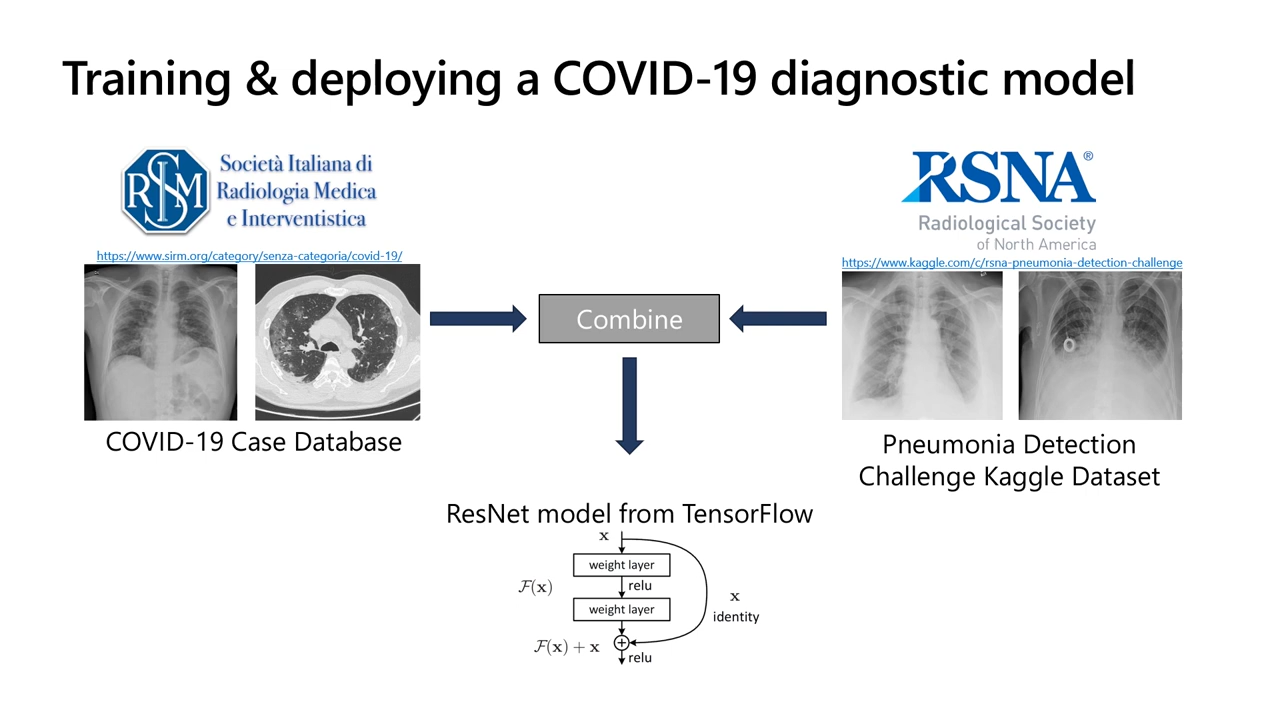 Training & deploying a COVID-19 diagnostic model
RSM
Società Italiana di
Radiologia Medica
e Interventistica
https://www.sirm.org/category/senza-categoria/covid-19/
COVID-19 Case Database
Combine
RSNA®
Radiological Society
of North America
https://www.kaggle.com/c/rsna-pneumonia-detection-challenge
Pneumonia Detection
Challenge Kaggle Dataset
ResNet model from TensorFlow
x
weight layer
F(x)
relu
weight layer
x
identity
F(x) + x
relu